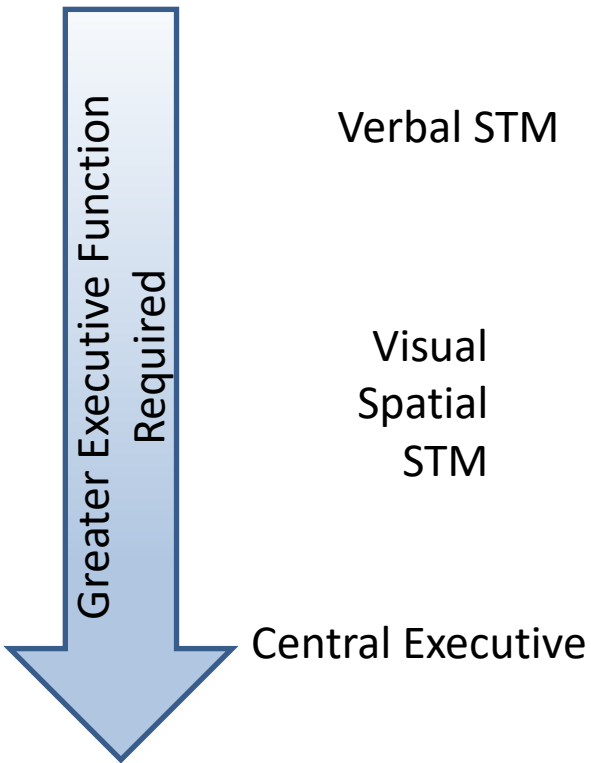 Greater Executive Function
Required
Verbal STM
Visual
Spatial
STM
Central Executive